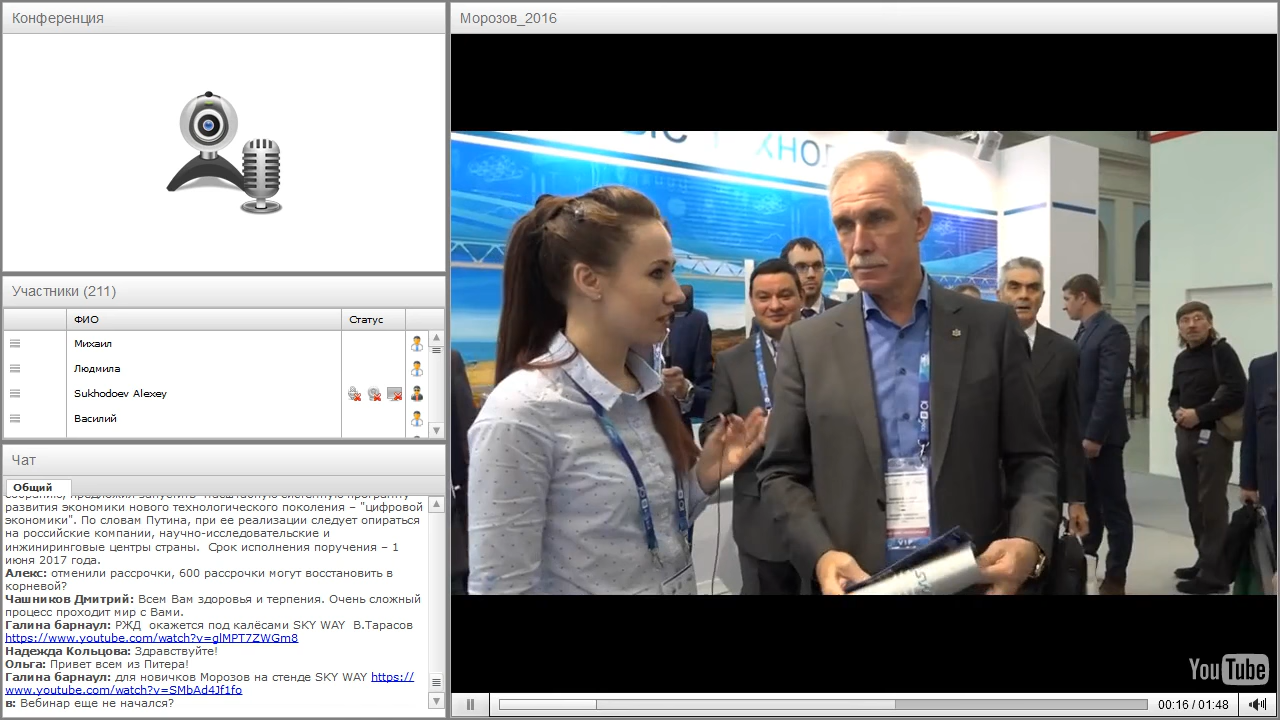 Конференция
Морозов_2016
Участники (211)
ФИО
Статус
Михаил
Людмила
Sukhodoev Alexey
Василий
Чат
Общий
развития экономики нового технологического поколения – "цифровой
экономики". По словам Путина, при ее реализации следует опираться
на российские компании, научно-исследовательские и
инжиниринговые центры страны. Срок исполнения поручения – 1
июня 2017 года.
Алекс: отменили рассрочки, 600 рассрочки могут восстановить в
корневой?
Чашников Дмитрий: Всем Вам здоровья и терпения. Очень сложный
процесс проходит мир с Вами.
Галина барнаул: РЖД окажется под калёсами SKY WAY В.Тарасов
https://www.youtube.com/watch?v=glMPT7ZWGm8
Надежда Кольцова: Здравствуйте!
Ольга: Привет всем из Питера!
Галина барнаул: для новичков Морозов на стенде SKY WAY https://
www.youtube.com/watch?v=SMbAd4Jf1fo
в: Вебинар еще не начался?
VIP
YouTube
00:16 / 01:48